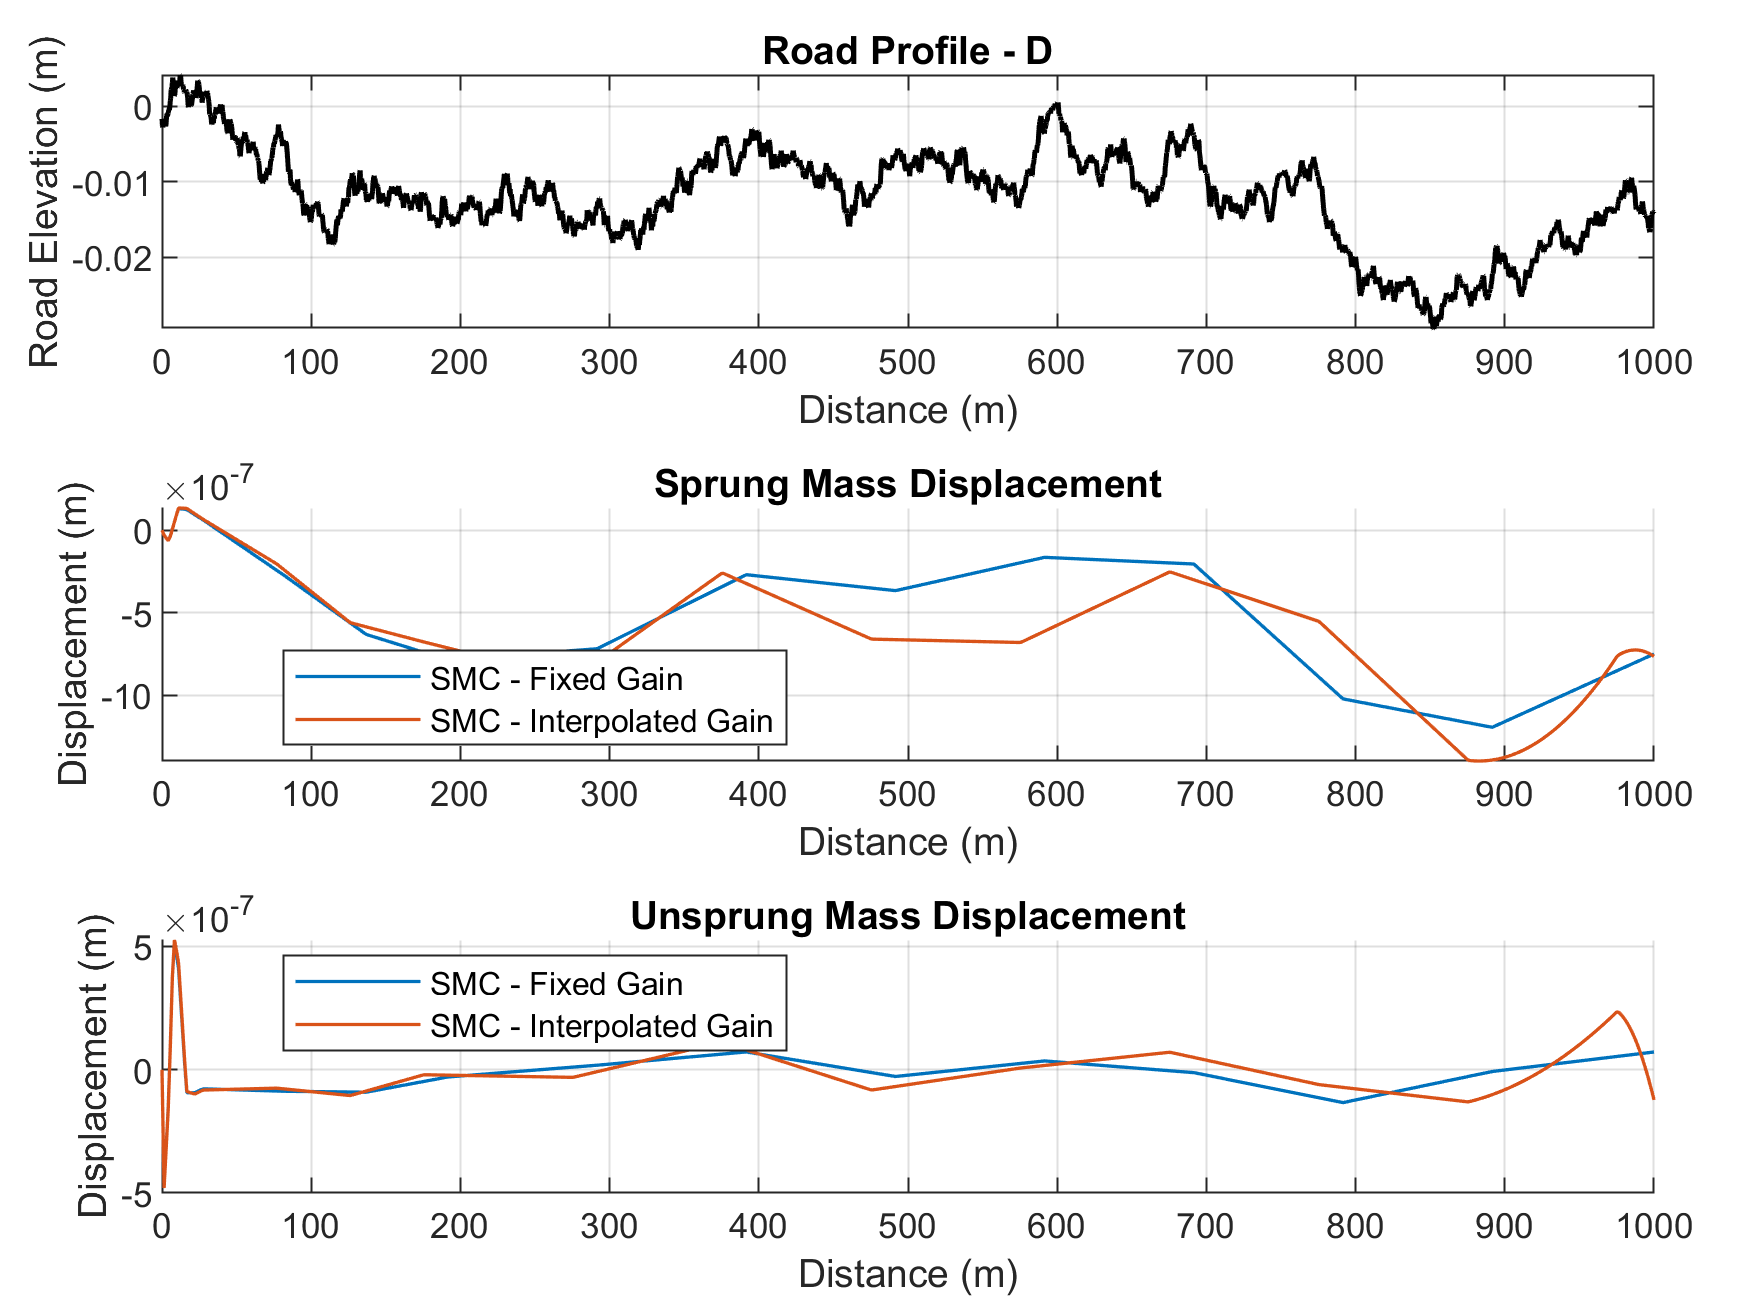 Road Profile - D
Road Elevation (m)
0
-0.01
-0.02
0 100 200 300 400 500 600 700 800 900 1000
Distance (m)
×10-7
Sprung Mass Displacement
Displacement (m)
0
-5
-10
SMC - Fixed Gain
SMC - Interpolated Gain
0 100 200 300 400 500 600 700 800 900 1000
Distance (m)
×10-7
Unsprung Mass Displacement
Displacement (m)
5
0
-5
SMC - Fixed Gain
SMC - Interpolated Gain
0 100 200 300 400 500 600 700 800 900 1000
Distance (m)